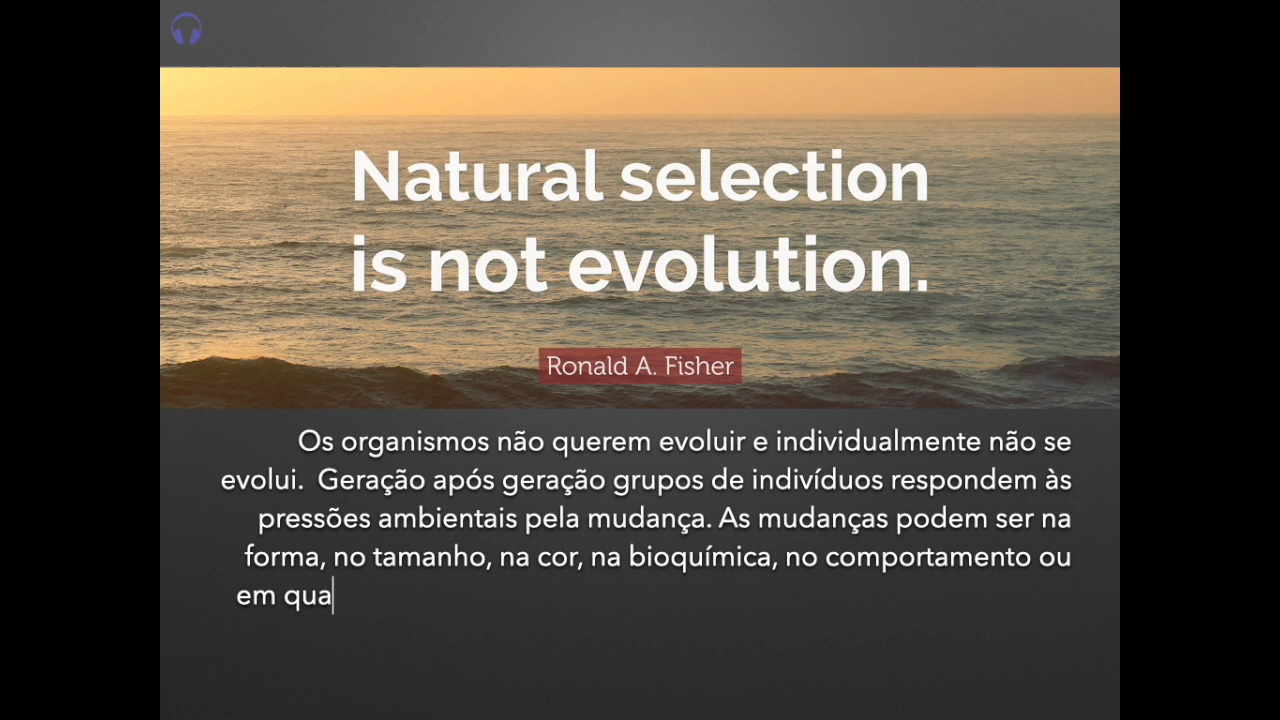 Natural selection
is not evolution.
Ronald A. Fisher
Os organismos não querem evoluir e individualmente não se
evolui.  Geração após geração grupos de indivíduos respondem às
pressões ambientais pela mudança. As mudanças podem ser na
forma, no tamanho, na cor, na bioquímica, no comportamento ou
em qua